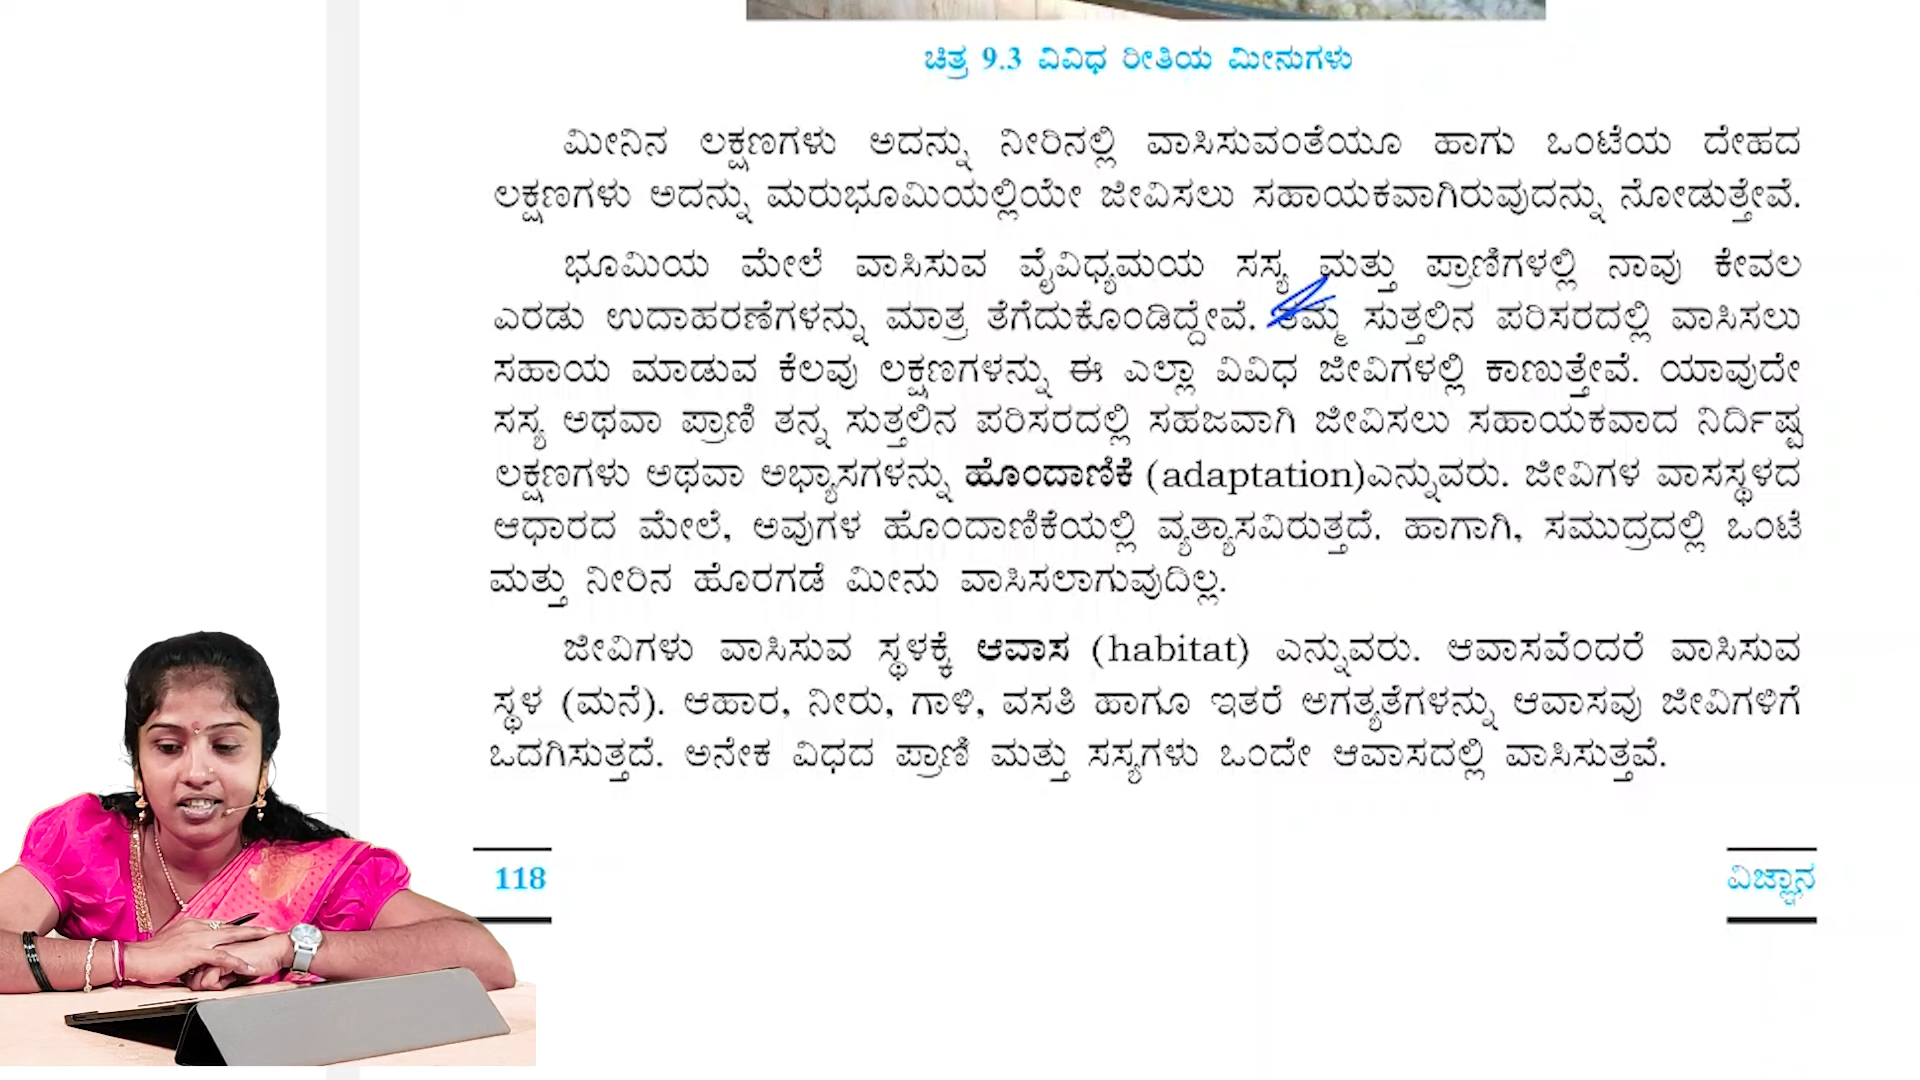 ಚಿತ್ರ 9.3 ವಿವಿಧ ರೀತಿಯ ಮೀನುಗಳು
ಮೀನಿನ ಲಕ್ಷಣಗಳು ಅದನ್ನು ನೀರಿನಲ್ಲಿ ವಾಸಿಸುವಂತೆಯೂ ಹಾಗು ಒಂಟೆಯ ದೇಹದ
ಲಕ್ಷಣಗಳು ಅದನ್ನು ಮರುಭೂಮಿಯಲ್ಲಿಯೇ ಜೀವಿಸಲು ಸಹಾಯಕವಾಗಿರುವುದನ್ನು ನೋಡುತ್ತೇವೆ.
ಭೂಮಿಯ ಮೇಲೆ ವಾಸಿಸುವ ವೈವಿಧ್ಯಮಯ ಸಸ್ಯ ಮತ್ತು ಪ್ರಾಣಿಗಳಲ್ಲಿ ನಾವು ಕೇವಲ
ಎರಡು ಉದಾಹರಣೆಗಳನ್ನು ಮಾತ್ರ ತೆಗೆದುಕೊಂಡಿದ್ದೇವೆ. ತಮ್ಮ ಸುತ್ತಲಿನ ಪರಿಸರದಲ್ಲಿ ವಾಸಿಸಲು
ಸಹಾಯ ಮಾಡುವ ಕೆಲವು ಲಕ್ಷಣಗಳನ್ನು ಈ ಎಲ್ಲಾ ವಿವಿಧ ಜೀವಿಗಳಲ್ಲಿ ಕಾಣುತ್ತೇವೆ. ಯಾವುದೇ
ಸಸ್ಯ ಅಥವಾ ಪ್ರಾಣಿ ತನ್ನ ಸುತ್ತಲಿನ ಪರಿಸರದಲ್ಲಿ ಸಹಜವಾಗಿ ಜೀವಿಸಲು ಸಹಾಯಕವಾದ ನಿರ್ದಿಷ್ಟ
ಲಕ್ಷಣಗಳು ಅಥವಾ ಅಭ್ಯಾಸಗಳನ್ನು ಹೊಂದಾಣಿಕೆ (adaptation)ಎನ್ನುವರು. ಜೀವಿಗಳ ವಾಸಸ್ಥಳದ
ಆಧಾರದ ಮೇಲೆ, ಅವುಗಳ ಹೊಂದಾಣಿಕೆಯಲ್ಲಿ ವ್ಯತ್ಯಾಸವಿರುತ್ತದೆ. ಹಾಗಾಗಿ, ಸಮುದ್ರದಲ್ಲಿ ಒಂಟೆ
ಮತ್ತು ನೀರಿನ ಹೊರಗಡೆ ಮೀನು ವಾಸಿಸಲಾಗುವುದಿಲ್ಲ.
ಜೀವಿಗಳು ವಾಸಿಸುವ ಸ್ಥಳಕ್ಕೆ ಆವಾಸ (habitat) ಎನ್ನುವರು. ಆವಾಸವೆಂದರೆ ವಾಸಿಸುವ
ಸ್ಥಳ (ಮನೆ). ಆಹಾರ, ನೀರು, ಗಾಳಿ, ವಸತಿ ಹಾಗೂ ಇತರೆ ಅಗತ್ಯತೆಗಳನ್ನು ಆವಾಸವು ಜೀವಿಗಳಿಗೆ
ಒದಗಿಸುತ್ತದೆ. ಅನೇಕ ವಿಧದ ಪ್ರಾಣಿ ಮತ್ತು ಸಸ್ಯಗಳು ಒಂದೇ ಆವಾಸದಲ್ಲಿ ವಾಸಿಸುತ್ತವೆ.
118
ವಿಜ್ಞಾನ